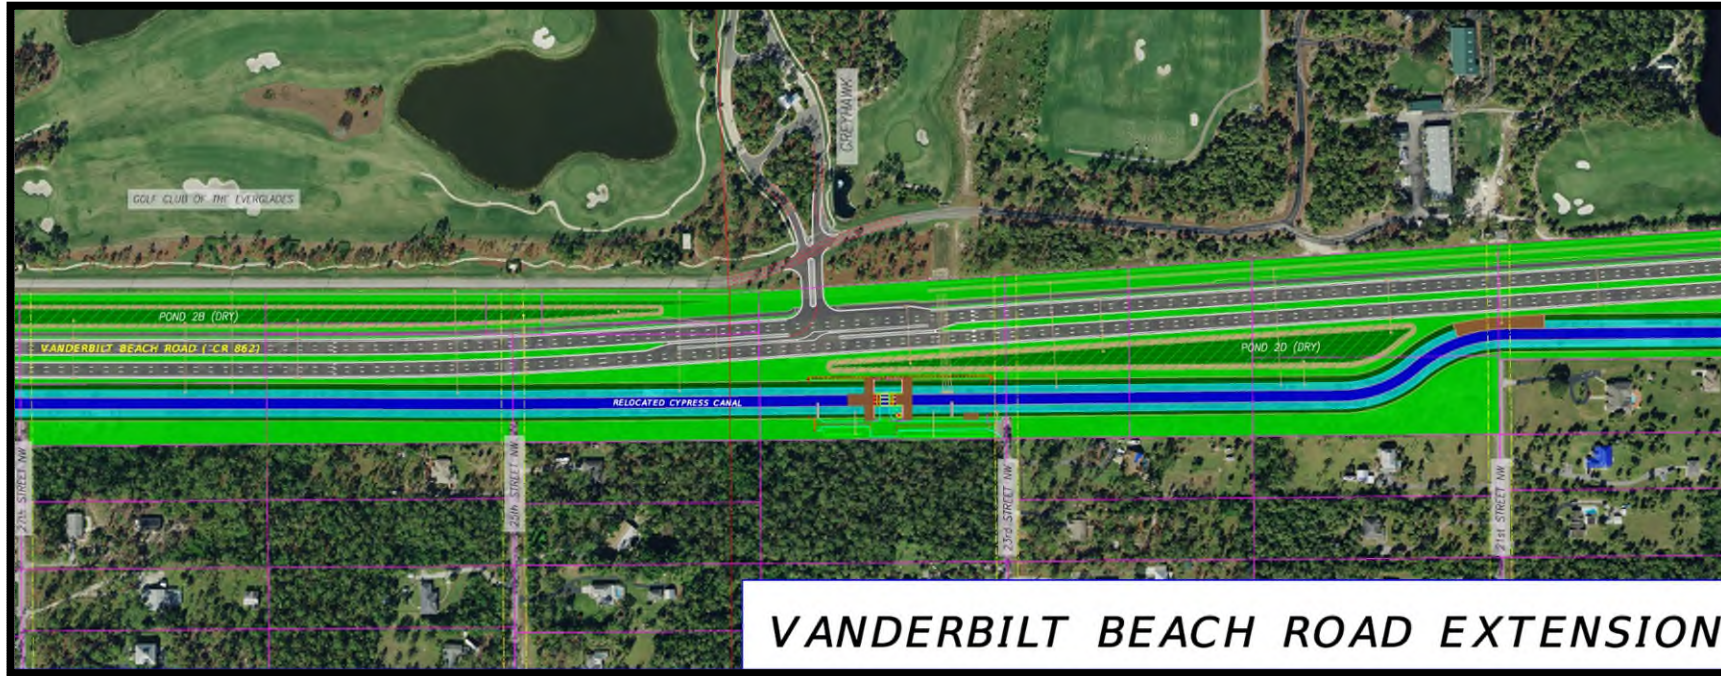 GREYHAWK
GOLF CLUB OF THE EVERGLADES
POND 2B (DRY)
VANDERBILT BEACH ROAD (CR 862)
POND 2D (DRY)
RELOCATED CYPRESS CANAL
27th STREET NW
25th STREET NW
23rd STREET NW
21st STREET NW
VANDERBILT BEACH ROAD EXTENSION